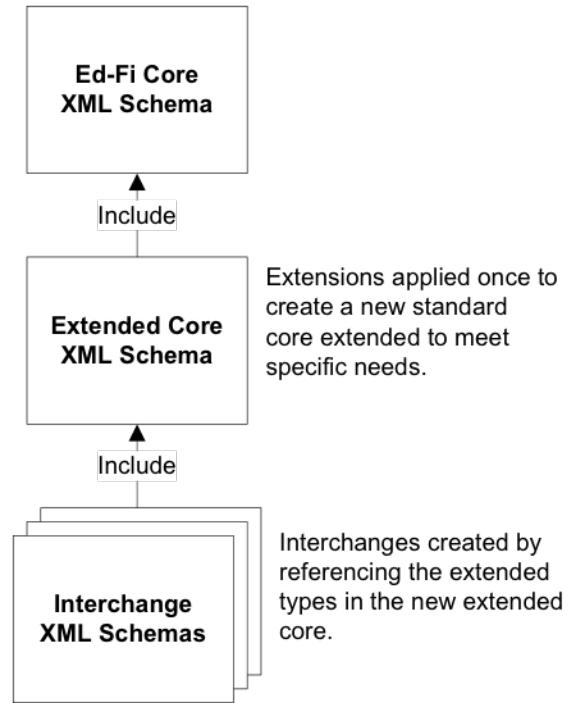 Ed-Fi Core
XML Schema
Include
Extended Core
XML Schema
Extensions applied once to
create a new standard
core extended to meet
specific needs.
Include
Interchange
XML Schemas
Interchanges created by
referencing the extended
types in the new extended
core.